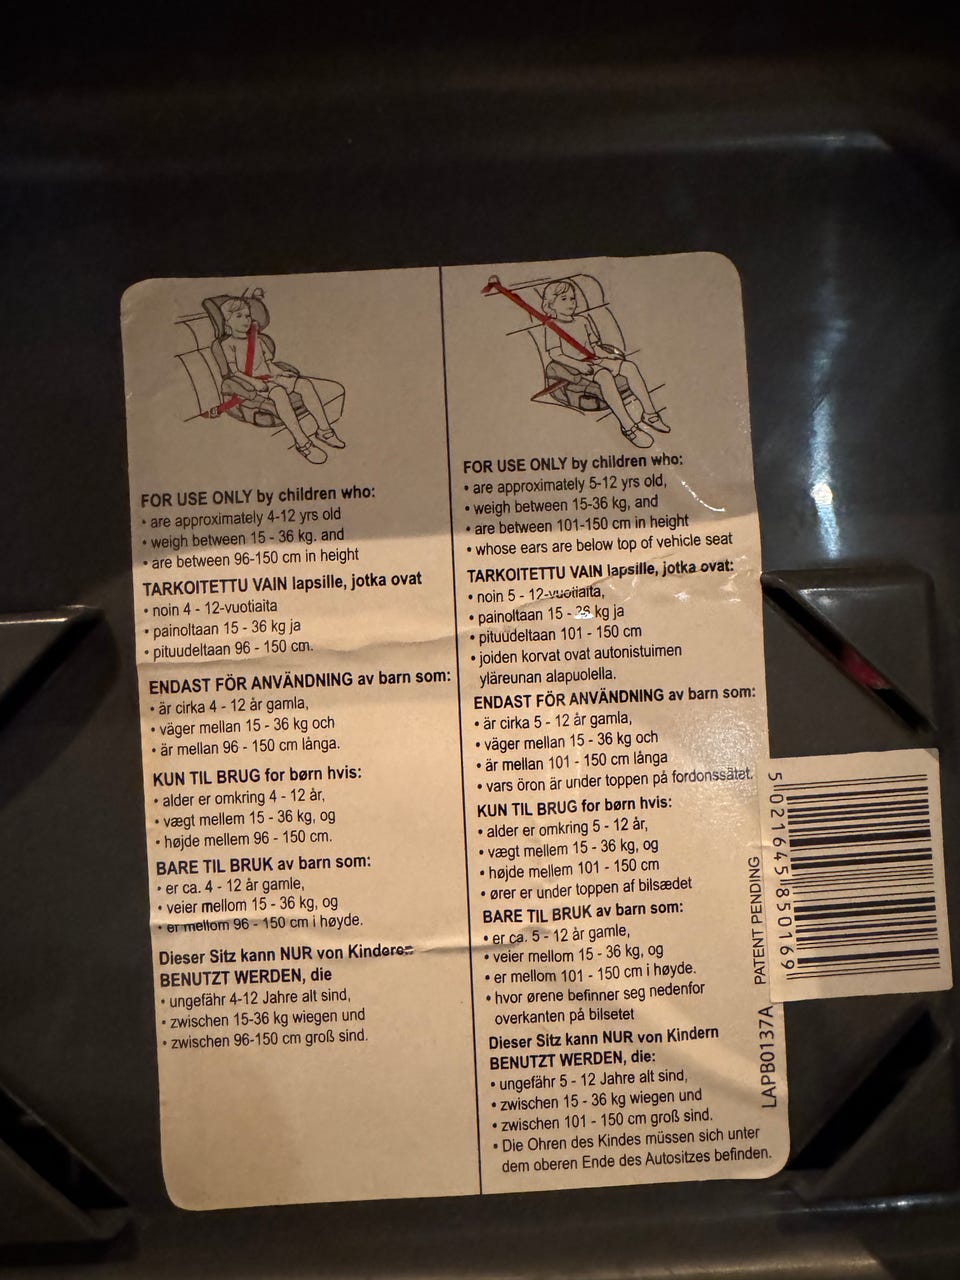 FOR USE ONLY by children who:
• are approximately 4-12 yrs old
• weigh between 15 - 36 kg. and
• are between 96-150 cm in height
TARKOITETTU VAIN lapsille, jotka ovat
• noin 4 - 12-vuotiaita
• painoltaan 15 - 36 kg ja
• pituudeltaan 96 - 150 cm.
ENDAST FÖR ANVÄNDNING av barn som:
• är cirka 4 - 12 år gamla,
• väger mellan 15 - 36 kg och
• är mellan 96 - 150 cm långa.
KUN TIL BRUG for børn hvis:
• alder er omkring 4 - 12 år,
• vægt mellem 15 - 36 kg, og
• højde mellem 96 - 150 cm.
BARE TIL BRUK av barn som:
• er ca. 4 - 12 år gamle,
• veier mellom 15 - 36 kg, og
• er mellom 96 - 150 cm i høyde.
Dieser Sitz kann NUR von Kinderen
BENUTZT WERDEN, die
• ungefähr 4-12 Jahre alt sind,
• zwischen 15-36 kg wiegen und
• zwischen 96-150 cm groß sind.
FOR USE ONLY by children who:
• are approximately 5-12 yrs old,
• weigh between 15-36 kg, and
• are between 101-150 cm in height
• whose ears are below top of vehicle seat
TARKOITETTU VAIN lapsille, jotka ovat:
• noin 5 - 12-vuotiaita,
• painoltaan 15 - 36 kg ja
• pituudeltaan 101 - 150 cm
• joiden korvat ovat autonistuimen
yläreunan alapuolella.
ENDAST FÖR ANVÄNDNING av barn som:
• är cirka 5 - 12 år gamla,
• väger mellan 15 - 36 kg och
• är mellan 101 - 150 cm långa
• vars öron är under toppen på fordonssätet.
KUN TIL BRUG for børn hvis:
• alder er omkring 5 - 12 år,
• vægt mellem 15 - 36 kg, og
• højde mellem 101 - 150 cm
• ører er under toppen af bilsædet
BARE TIL BRUK av barn som:
• er ca. 5 - 12 år gamle,
• veier mellom 15 - 36 kg, og
• er mellom 101 - 150 cm i høyde.
• hvor ørene befinner seg nedenfor
overkanten på bilsetet
Dieser Sitz kann NUR von Kindern
BENUTZT WERDEN, die:
• ungefähr 5 - 12 Jahre alt sind,
• zwischen 15 - 36 kg wiegen und
• zwischen 101 - 150 cm groß sind.
• Die Ohren des Kindes müssen sich unter
dem oberen Ende des Autositzes befinden.
LAPB0137A PATENT PENDING
5 021645 850169